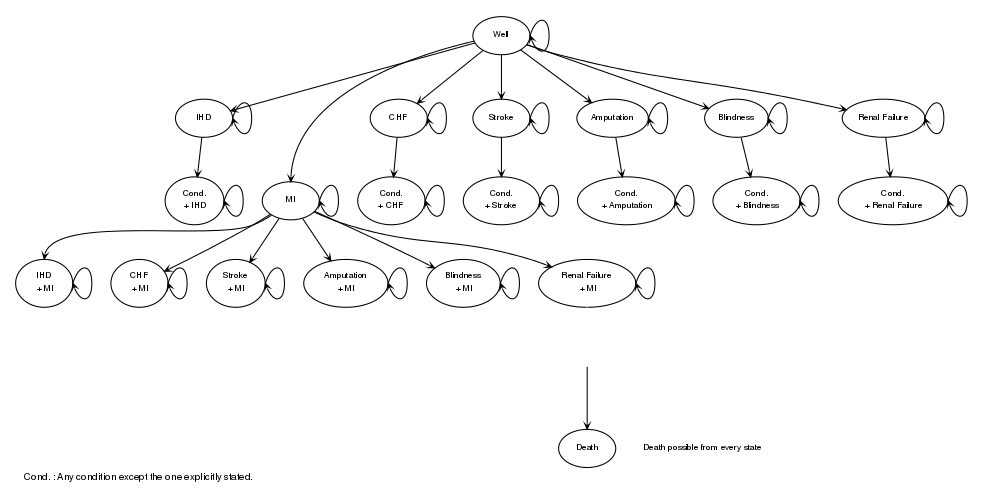 Well
IHD
CHF
Stroke
Amputation
Blindness
Renal Failure
Cond.
+ IHD
MI
Cond.
+ CHF
Cond.
+ Stroke
Cond.
+ Amputation
Cond.
+ Blindness
Cond.
+ Renal Failure
IHD
+ MI
CHF
+ MI
Stroke
+ MI
Amputation
+ MI
Blindness
+ MI
Renal Failure
+ MI
Death
Death possible from every state
Cond. : Any condition except the one explicitly stated.